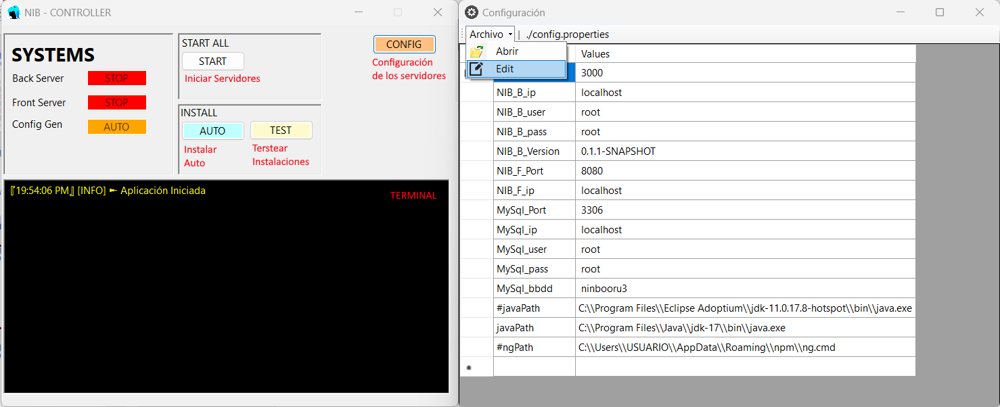 NIB - CONTROLLER
SYSTEMS
Back Server STOP
Front Server STOP
Config Gen AUTO
START ALL
START
Iniciar Servidores
INSTALL
AUTO
Instalar
Auto
TEST
Terstear
Instalaciones
CONFIG
Configuración
de los servidores
『19:54:06 PM』 [INFO] ► Aplicación Iniciada
TERMINAL
Configuración
Archivo | ./config.properties
Abrir
Edit
Values
3000
NIB_B_ip localhost
NIB_B_user root
NIB_B_pass root
NIB_B_Version 0.1.1-SNAPSHOT
NIB_F_Port 8080
NIB_F_ip localhost
MySql_Port 3306
MySql_ip localhost
MySql_user root
MySql_pass root
MySql_bbdd ninbooru3
#javaPath C:\\Program Files\\Eclipse Adoptium\\jdk-11.0.17.8-hotspot\\bin\\java.exe
javaPath C:\\Program Files\\Java\\jdk-17\\bin\\java.exe
#ngPath C:\\Users\\USUARIO\\AppData\\Roaming\\npm\\ng.cmd